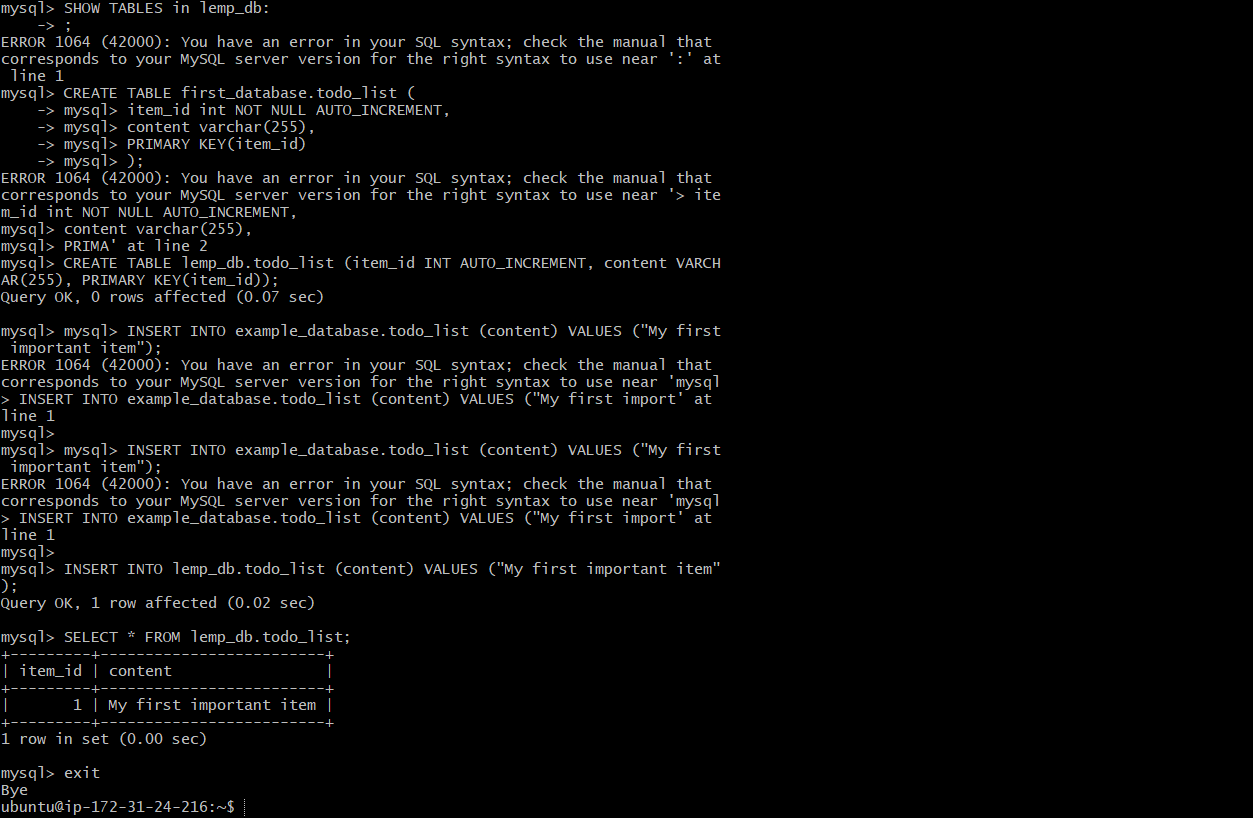 mysql> SHOW TABLES in lemp_db:
    -> ;
ERROR 1064 (42000): You have an error in your SQL syntax; check the manual that
corresponds to your MySQL server version for the right syntax to use near ':' at
 line 1
mysql> CREATE TABLE first_database.todo_list (
    -> mysql> item_id int NOT NULL AUTO_INCREMENT,
    -> mysql> content varchar(255),
    -> mysql> PRIMARY KEY(item_id)
    -> mysql> );
ERROR 1064 (42000): You have an error in your SQL syntax; check the manual that
corresponds to your MySQL server version for the right syntax to use near '> ite
m_id int NOT NULL AUTO_INCREMENT,
mysql> content varchar(255),
mysql> PRIMA' at line 2
mysql> CREATE TABLE lemp_db.todo_list (item_id INT AUTO_INCREMENT, content VARCH
AR(255), PRIMARY KEY(item_id));
Query OK, 0 rows affected (0.07 sec)

mysql> mysql> INSERT INTO example_database.todo_list (content) VALUES ("My first
 important item");
ERROR 1064 (42000): You have an error in your SQL syntax; check the manual that
corresponds to your MySQL server version for the right syntax to use near 'mysql
> INSERT INTO example_database.todo_list (content) VALUES ("My first import' at
line 1
mysql>
mysql> mysql> INSERT INTO example_database.todo_list (content) VALUES ("My first
 important item");
ERROR 1064 (42000): You have an error in your SQL syntax; check the manual that
corresponds to your MySQL server version for the right syntax to use near 'mysql
> INSERT INTO example_database.todo_list (content) VALUES ("My first import' at
line 1
mysql>
mysql> INSERT INTO lemp_db.todo_list (content) VALUES ("My first important item"
);
Query OK, 1 row affected (0.02 sec)

mysql> SELECT * FROM lemp_db.todo_list;
+---------+-------------------------+
| item_id | content                 |
+---------+-------------------------+
|       1 | My first important item |
+---------+-------------------------+
1 row in set (0.00 sec)

mysql> exit
Bye
ubuntu@ip-172-31-24-216:~$